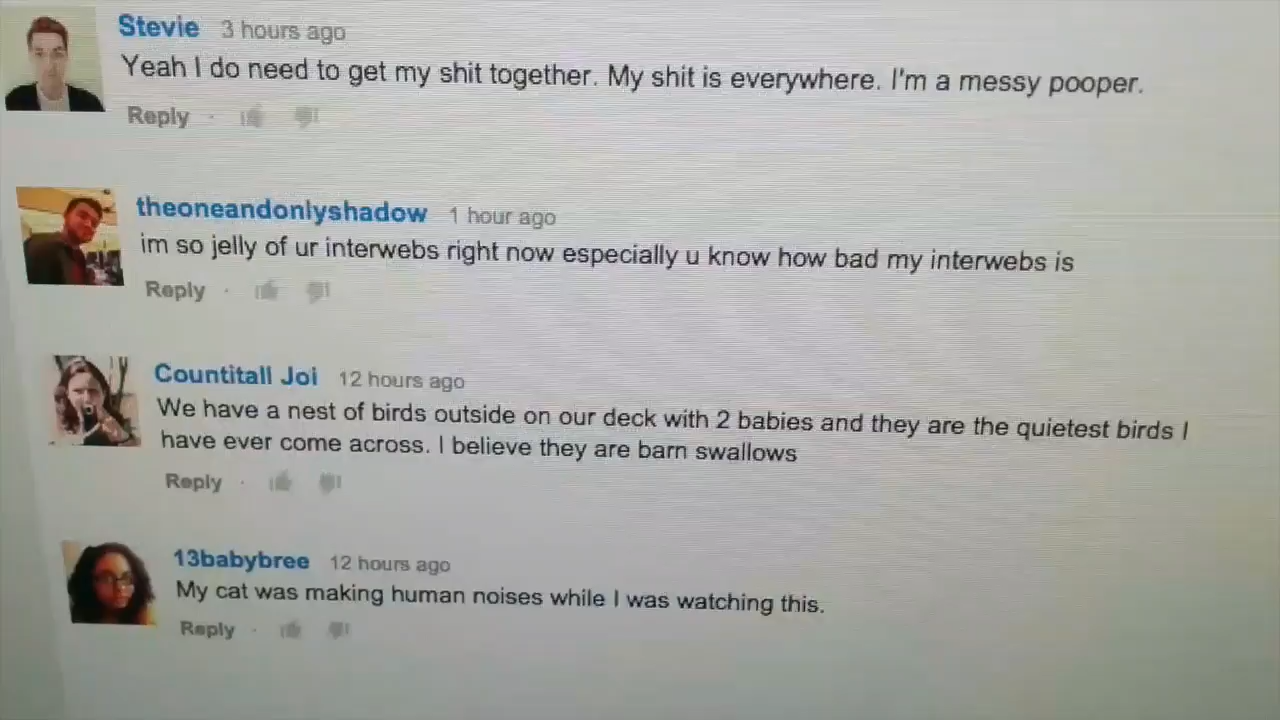 Stevie 3 hours ago
Yeah I do need to get my shit together. My shit is everywhere. I'm a messy pooper.
Reply ·
theoneandonlyshadow 1 hour ago
im so jelly of ur interwebs right now especially u know how bad my interwebs is
Reply ·
Countitall Joi 12 hours ago
We have a nest of birds outside on our deck with 2 babies and they are the quietest birds I
have ever come across. I believe they are barn swallows
Reply ·
13babybree 12 hours ago
My cat was making human noises while I was watching this.
Reply ·